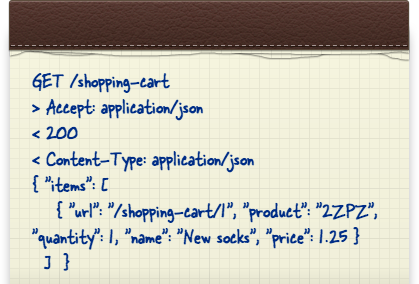 GET /shopping-cart
> Accept: application/json
< 200
< Content-Type: application/json
{ "items": [
{ "url": "/shopping-cart/1", "product": "2ZPZ",
"quantity": 1, "name": "New socks", "price": 1.25 }
] }